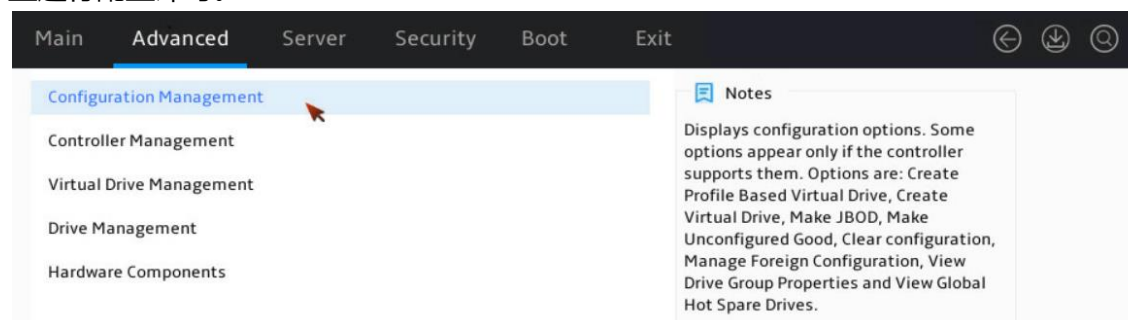 Main Advanced Server Security Boot Exit
Configuration Management
Controller Management
Virtual Drive Management
Drive Management
Hardware Components
Notes
Displays configuration options. Some
options appear only if the controller
supports them. Options are: Create
Profile Based Virtual Drive, Create
Virtual Drive, Make JBOD, Make
Unconfigured Good, Clear configuration,
Manage Foreign Configuration, View
Drive Group Properties and View Global
Hot Spare Drives.